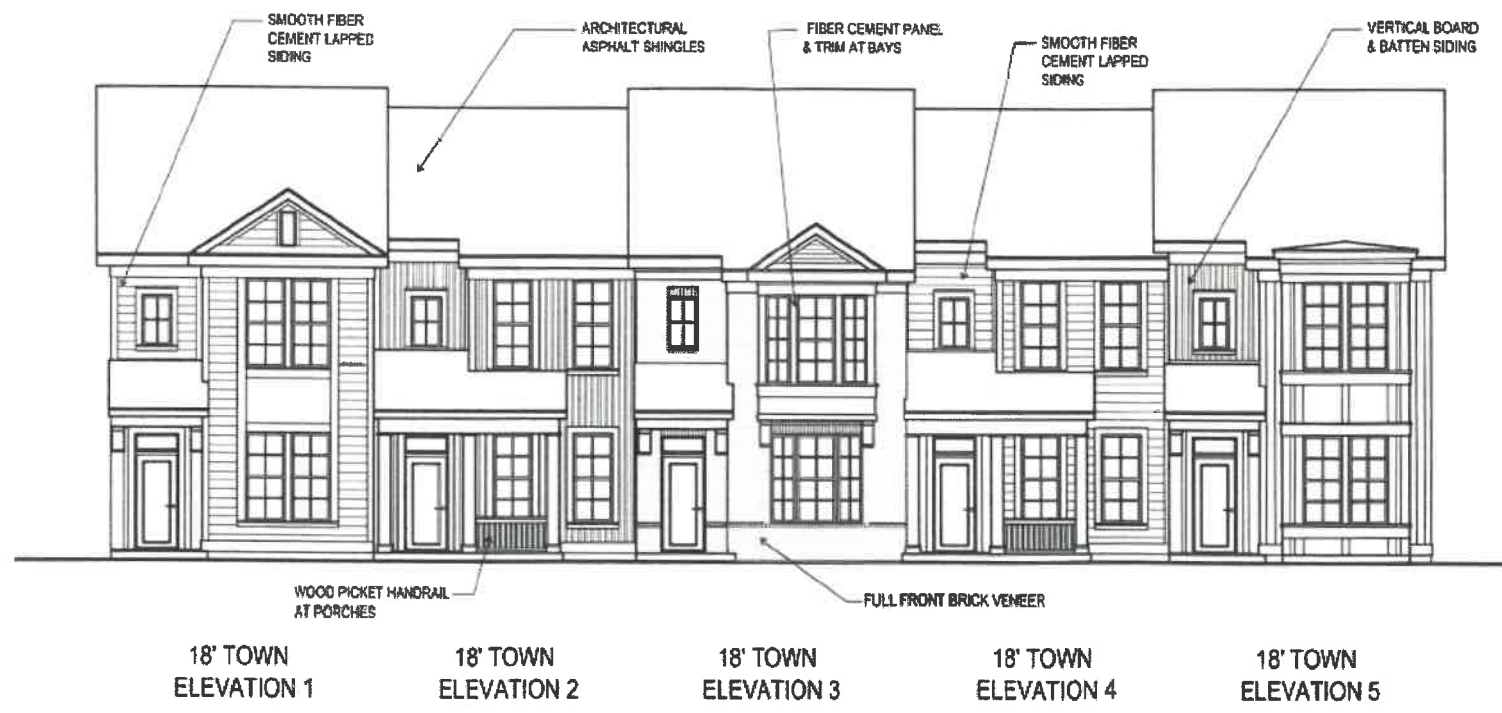 SMOOTH FIBER
CEMENT LAPPED
SIDING
ARCHITECTURAL
ASPHALT SHINGLES
FIBER CEMENT PANEL
& TRIM AT BAYS
SMOOTH FIBER
CEMENT LAPPED
SIDING
VERTICAL BOARD
& BATTEN SIDING
WOOD PICKET HANDRAIL
AT PORCHES
FULL FRONT BRICK VENEER
18' TOWN
ELEVATION 1
18' TOWN
ELEVATION 2
18' TOWN
ELEVATION 3
18' TOWN
ELEVATION 4
18' TOWN
ELEVATION 5